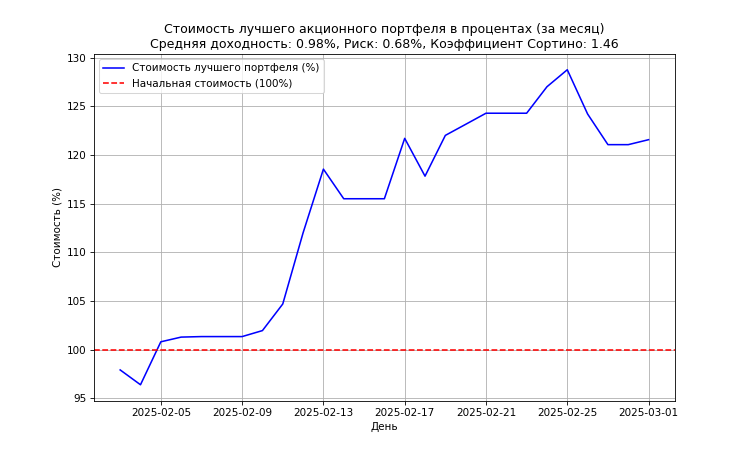 Стоимость лучшего акционного портфеля в процентах (за месяц)
Средняя доходность: 0.98%, Риск: 0.68%, Коэффициент Сортино: 1.46
Стоимость лучшего портфеля (%)
Начальная стоимость (100%)
Стоимость (%)
130
125
120
115
110
105
100
95
2025-02-05
2025-02-09
2025-02-13
2025-02-17
2025-02-21
2025-02-25
2025-03-01
День